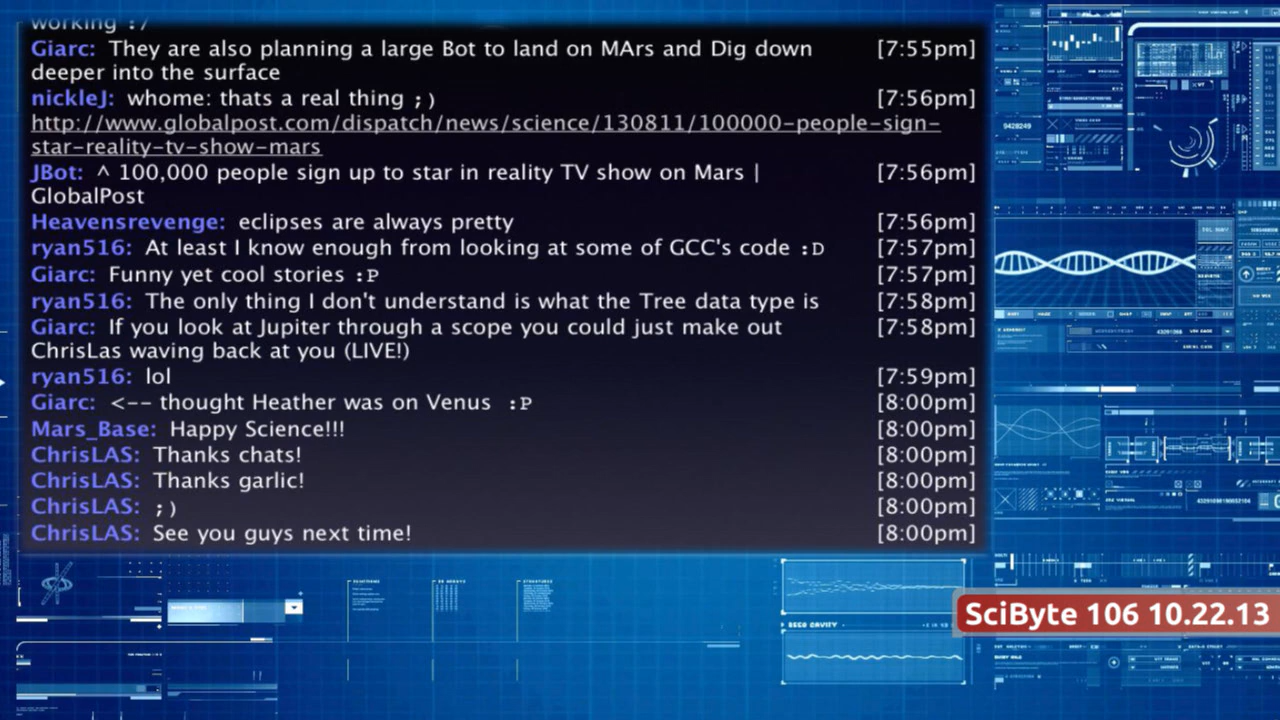 working :/
Giarc: They are also planning a large Bot to land on MArs and Dig down [7:55pm]
deeper into the surface
nickleJ: whome: thats a real thing ;) [7:56pm]
http://www.globalpost.com/dispatch/news/science/130811/100000-people-sign-
star-reality-tv-show-mars
JBot: ^ 100,000 people sign up to star in reality TV show on Mars | [7:56pm]
GlobalPost
Heavensrevenge: eclipses are always pretty [7:56pm]
ryan516: At least I know enough from looking at some of GCC's code :D [7:57pm]
Giarc: Funny yet cool stories :P [7:57pm]
ryan516: The only thing I don't understand is what the Tree data type is [7:58pm]
Giarc: If you look at Jupiter through a scope you could just make out [7:58pm]
ChrisLas waving back at you (LIVE!)
ryan516: lol [7:59pm]
Giarc: <-- thought Heather was on Venus :P [8:00pm]
Mars_Base: Happy Science!!! [8:00pm]
ChrisLAS: Thanks chats! [8:00pm]
ChrisLAS: Thanks garlic! [8:00pm]
ChrisLAS: ;) [8:00pm]
ChrisLAS: See you guys next time! [8:00pm]
SciByte 106 10.22.13